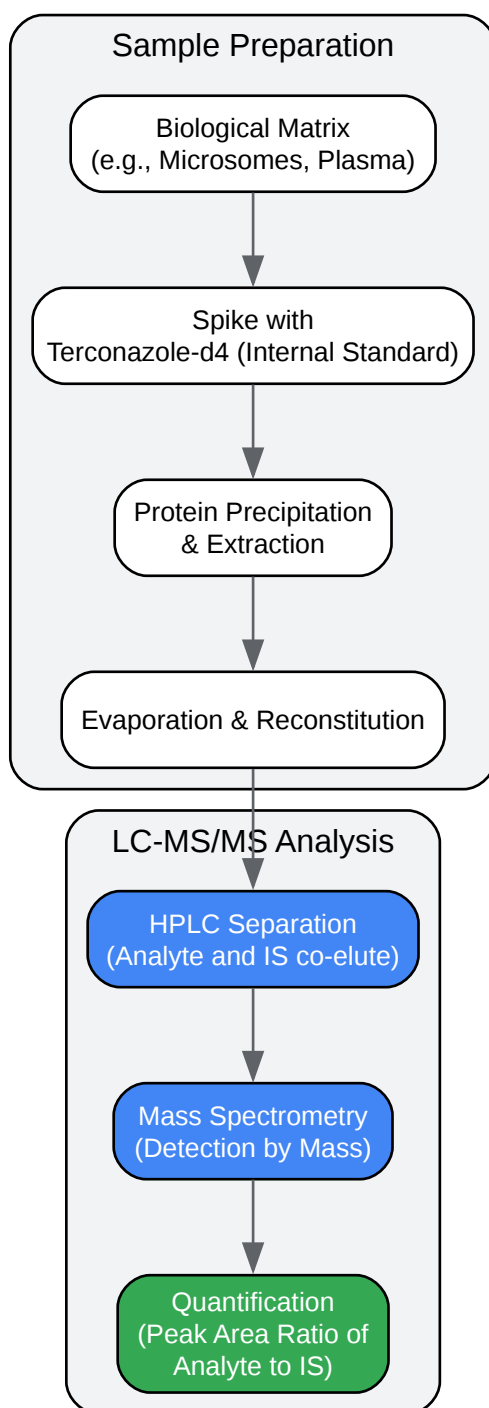 Sample Preparation
Biological Matrix
(e.g., Microsomes, Plasma)
Spike with
Terconazole-d4 (Internal Standard)
Protein Precipitation
& Extraction
Evaporation & Reconstitution
LC-MS/MS Analysis
HPLC Separation
(Analyte and IS co-elute)
Mass Spectrometry
(Detection by Mass)
Quantification
(Peak Area Ratio of
Analyte to IS)